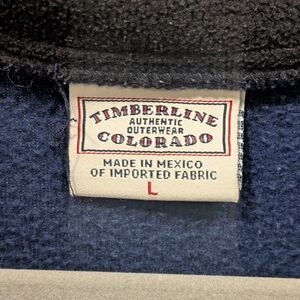 TIMBERLINE
AUTHENTIC
OUTERWEAR
COLORADO
MADE IN MEXICO
OF IMPORTED FABRIC
L